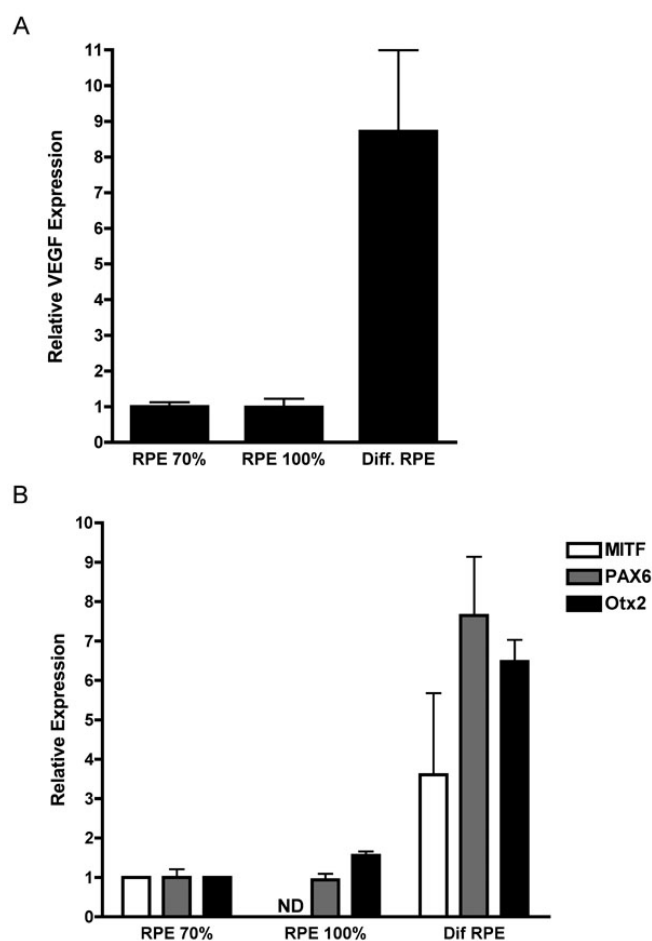 A
Relative VEGF Expression
11
10
9
8
7
6
5
4
3
2
1
0
RPE 70% RPE 100% Diff. RPE
B
Relative Expression
10
9
8
7
6
5
4
3
2
1
0
ND
RPE 70% RPE 100% Dif RPE
MITF
PAX6
Otx2